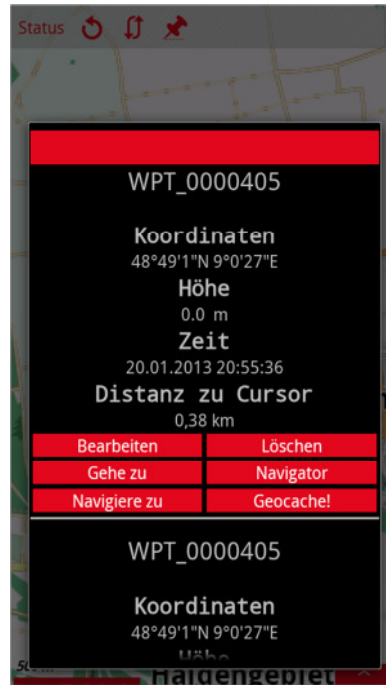 Status
WPT_0000405
Koordinaten
48°49'1"N 9°0'27"E
Höhe
0.0 m
Zeit
20.01.2013 20:55:36
Distanz zu Cursor
0,38 km
Bearbeiten Löschen
Gehe zu Navigator
Navigiere zu Geocache!
WPT_0000405
Koordinaten
48°49'1"N 9°0'27"E
Höhe
Haldengebiet